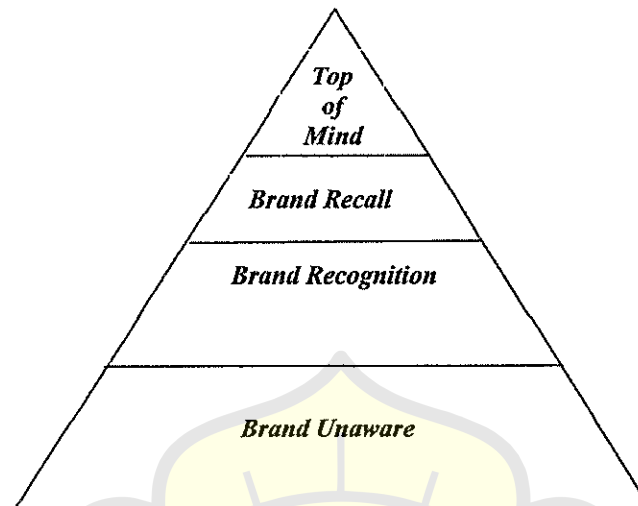 Top
of
Mind
Brand Recall
Brand Recognition
Brand Unaware